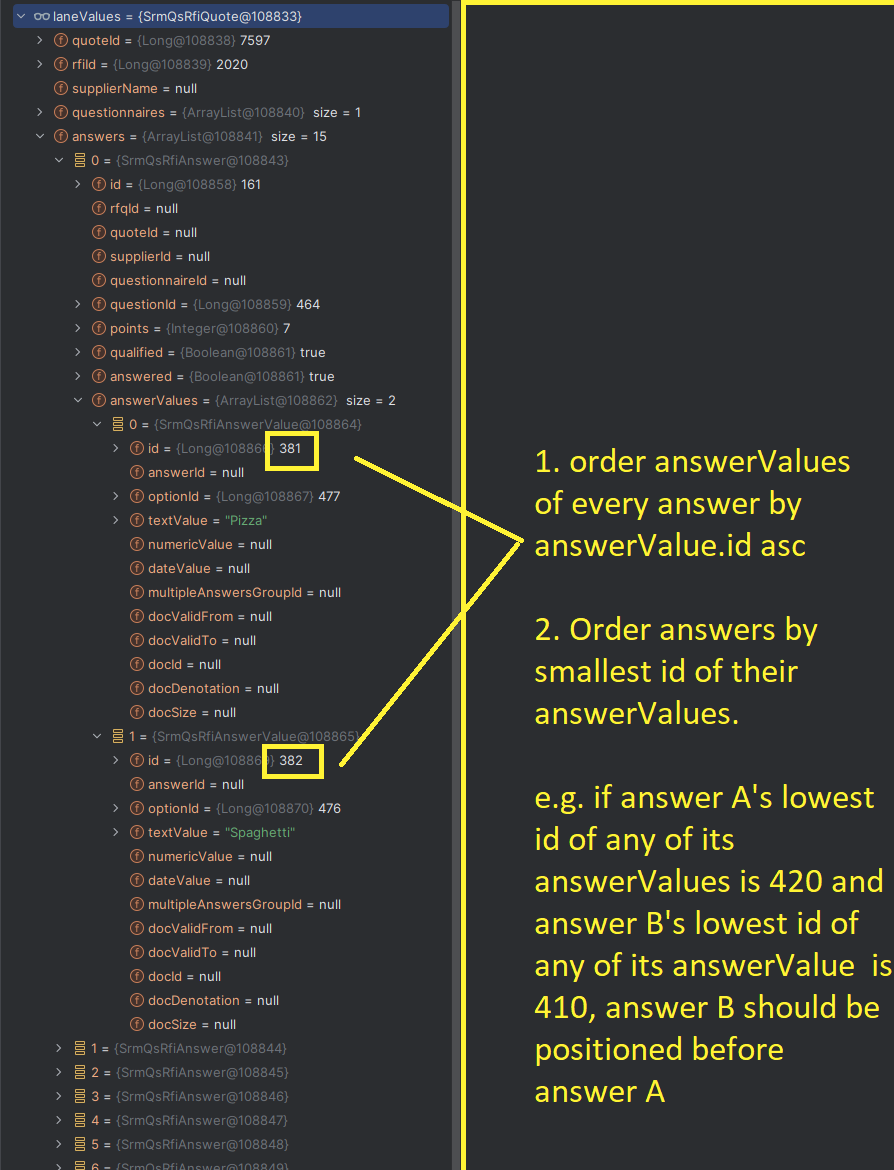 laneValues = {SrmQsRfiQuote@108833}
quoteId = {Long@108838} 7597
rfiId = {Long@108839} 2020
supplierName = null
questionnaires = {ArrayList@108840} size = 1
answers = {ArrayList@108841} size = 15
0 = {SrmQsRfiAnswer@108843}
id = {Long@108858} 161
rfqId = null
quoteId = null
supplierId = null
questionnaireId = null
questionId = {Long@108859} 464
points = {Integer@108860} 7
qualified = {Boolean@108861} true
answered = {Boolean@108861} true
answerValues = {ArrayList@108862} size = 2
0 = {SrmQsRfiAnswerValue@108864}
id = {Long@108866} 381
answerId = null
optionId = {Long@108867} 477
textValue = "Pizza"
numericValue = null
dateValue = null
multipleAnswersGroupId = null
docValidFrom = null
docValidTo = null
docId = null
docDenotation = null
docSize = null
1 = {SrmQsRfiAnswerValue@108865}
id = {Long@108869} 382
answerId = null
optionId = {Long@108870} 476
textValue = "Spaghetti"
numericValue = null
dateValue = null
multipleAnswersGroupId = null
docValidFrom = null
docValidTo = null
docId = null
docDenotation = null
docSize = null
1 = {SrmQsRfiAnswer@108844}
2 = {SrmQsRfiAnswer@108845}
3 = {SrmQsRfiAnswer@108846}
4 = {SrmQsRfiAnswer@108847}
5 = {SrmQsRfiAnswer@108848}
6 = {SrmQsRfiAnswer@108849}
1. order answerValues
of every answer by
answerValue.id asc
2. Order answers by
smallest id of their
answerValues.
e.g. if answer A's lowest
id of any of its
answerValues is 420 and
answer B's lowest id of
any of its answerValue is
410, answer B should be
positioned before
answer A